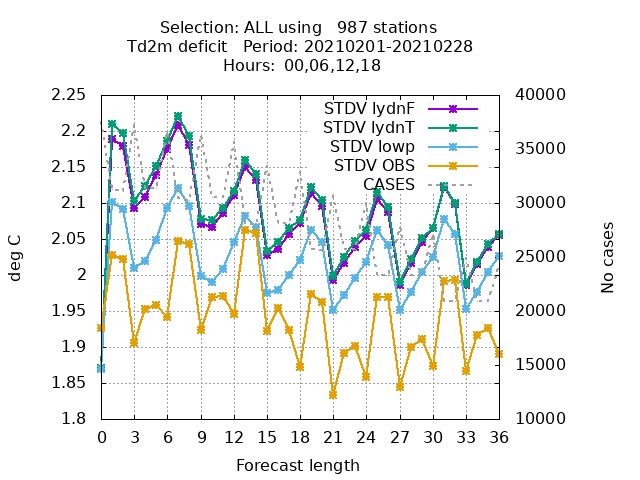 Selection: ALL using   987 stations
Td2m deficit   Period: 20210201-20210228
Hours: 00,06,12,18
2.25
2.2
2.15
2.1
2.05
2
1.95
1.9
1.85
1.8
deg C
STDV lydnF
STDV lydnT
STDV lowp
STDV OBS
CASES
40000
35000
30000
25000
20000
15000
10000
No cases
0 3 6 9 12 15 18 21 24 27 30 33 36
Forecast length